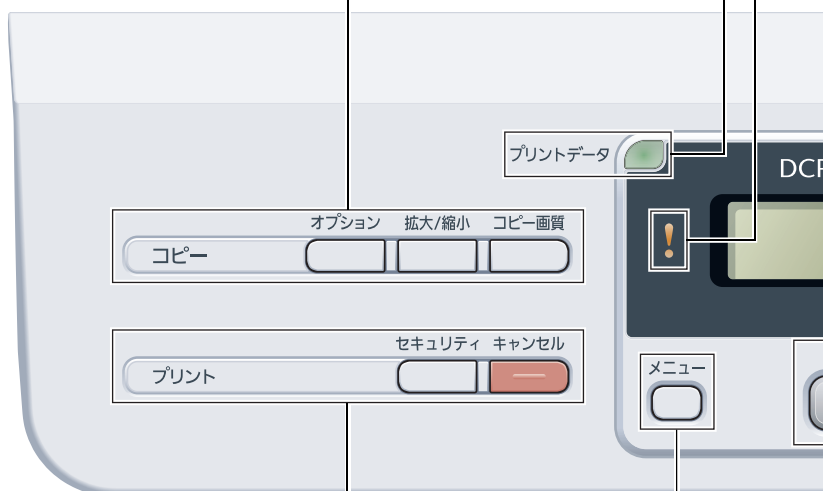 プリントデータ
DCP
オプション 拡大/縮小 コピー画質
コピー
セキュリティ キャンセル
プリント
メニュー